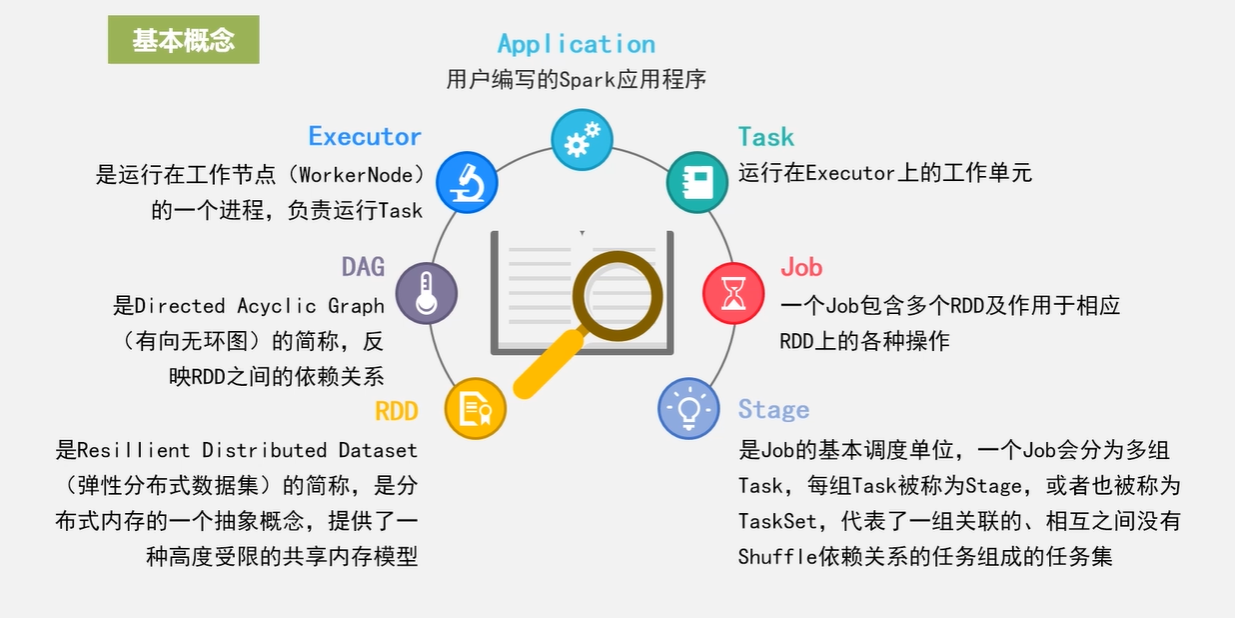 基本概念
Application
用户编写的Spark应用程序
Executor
是运行在工作节点（WorkerNode）
的一个进程，负责运行Task
Task
运行在Executor上的工作单元
DAG
是Directed Acyclic Graph
（有向无环图）的简称，反
映RDD之间的依赖关系
Job
一个Job包含多个RDD及作用于相应
RDD上的各种操作
RDD
是Resillient Distributed Dataset
（弹性分布式数据集）的简称，是分
布式内存的一个抽象概念，提供了一
种高度受限的共享内存模型
Stage
是Job的基本调度单位，一个Job会分为多组
Task，每组Task被称为Stage，或者也被称为
TaskSet，代表了一组关联的、相互之间没有
Shuffle依赖关系的任务组成的任务集